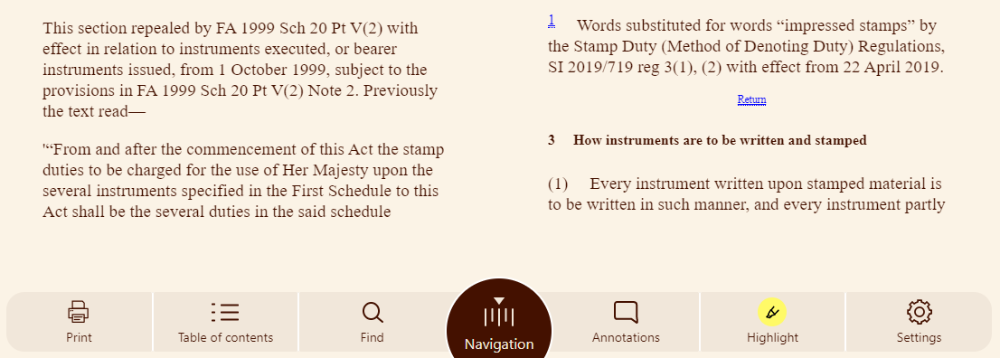 This section repealed by FA 1999 Sch 20 Pt V(2) with
effect in relation to instruments executed, or bearer
instruments issued, from 1 October 1999, subject to the
provisions in FA 1999 Sch 20 Pt V(2) Note 2. Previously
the text read—
'“From and after the commencement of this Act the stamp
duties to be charged for the use of Her Majesty upon the
several instruments specified in the First Schedule to this
Act shall be the several duties in the said schedule
1 Words substituted for words “impressed stamps” by
the Stamp Duty (Method of Denoting Duty) Regulations,
SI 2019/719 reg 3(1), (2) with effect from 22 April 2019.
Return
3 How instruments are to be written and stamped
(1) Every instrument written upon stamped material is
to be written in such manner, and every instrument partly
Print
Table of contents
Find
Navigation
Annotations
Highlight
Settings